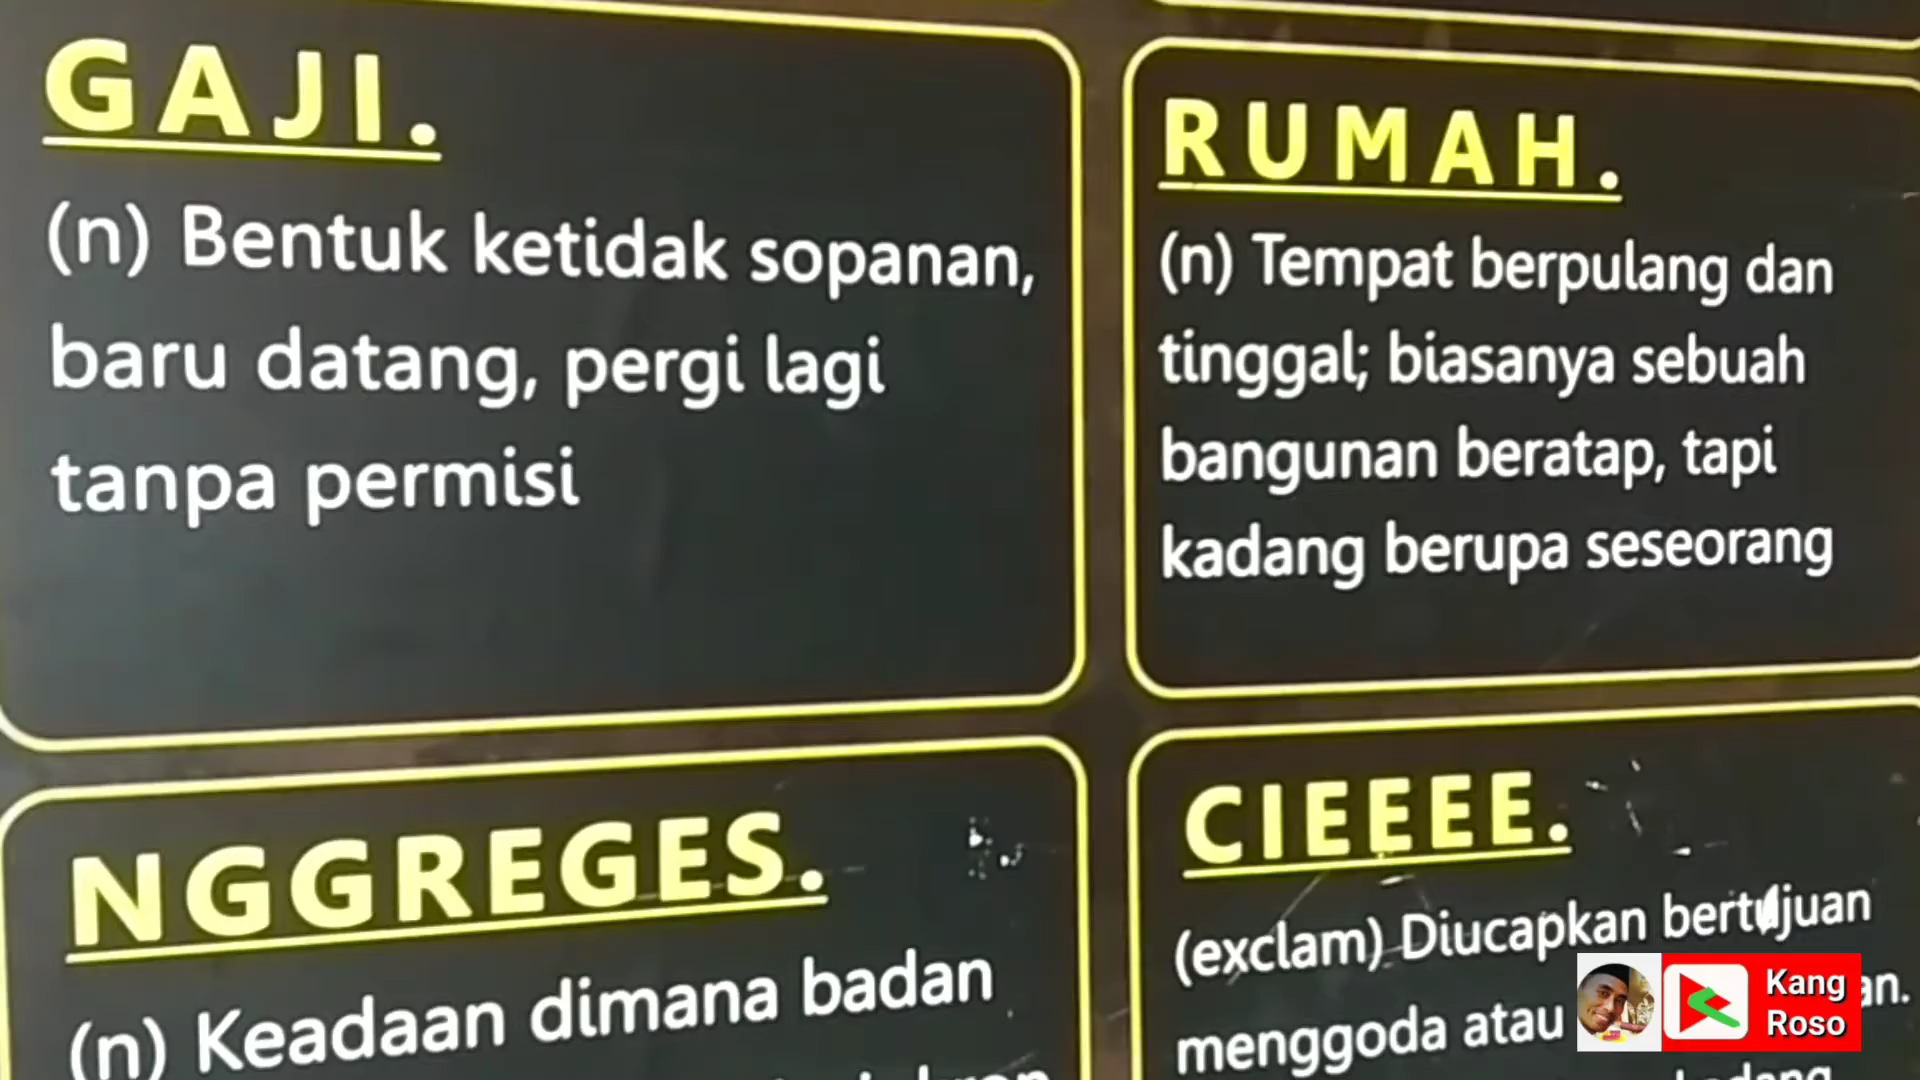 GAJI.
(n) Bentuk ketidak sopanan,
baru datang, pergi lagi
tanpa permisi
RUMAH.
(n) Tempat berpulang dan
tinggal; biasanya sebuah
bangunan beratap, tapi
kadang berupa seseorang
NGGREGES.
(n) Keadaan dimana badan
CIEEEE.
(exclam) Diucapkan bertujuan
menggoda atau
Kang
Roso